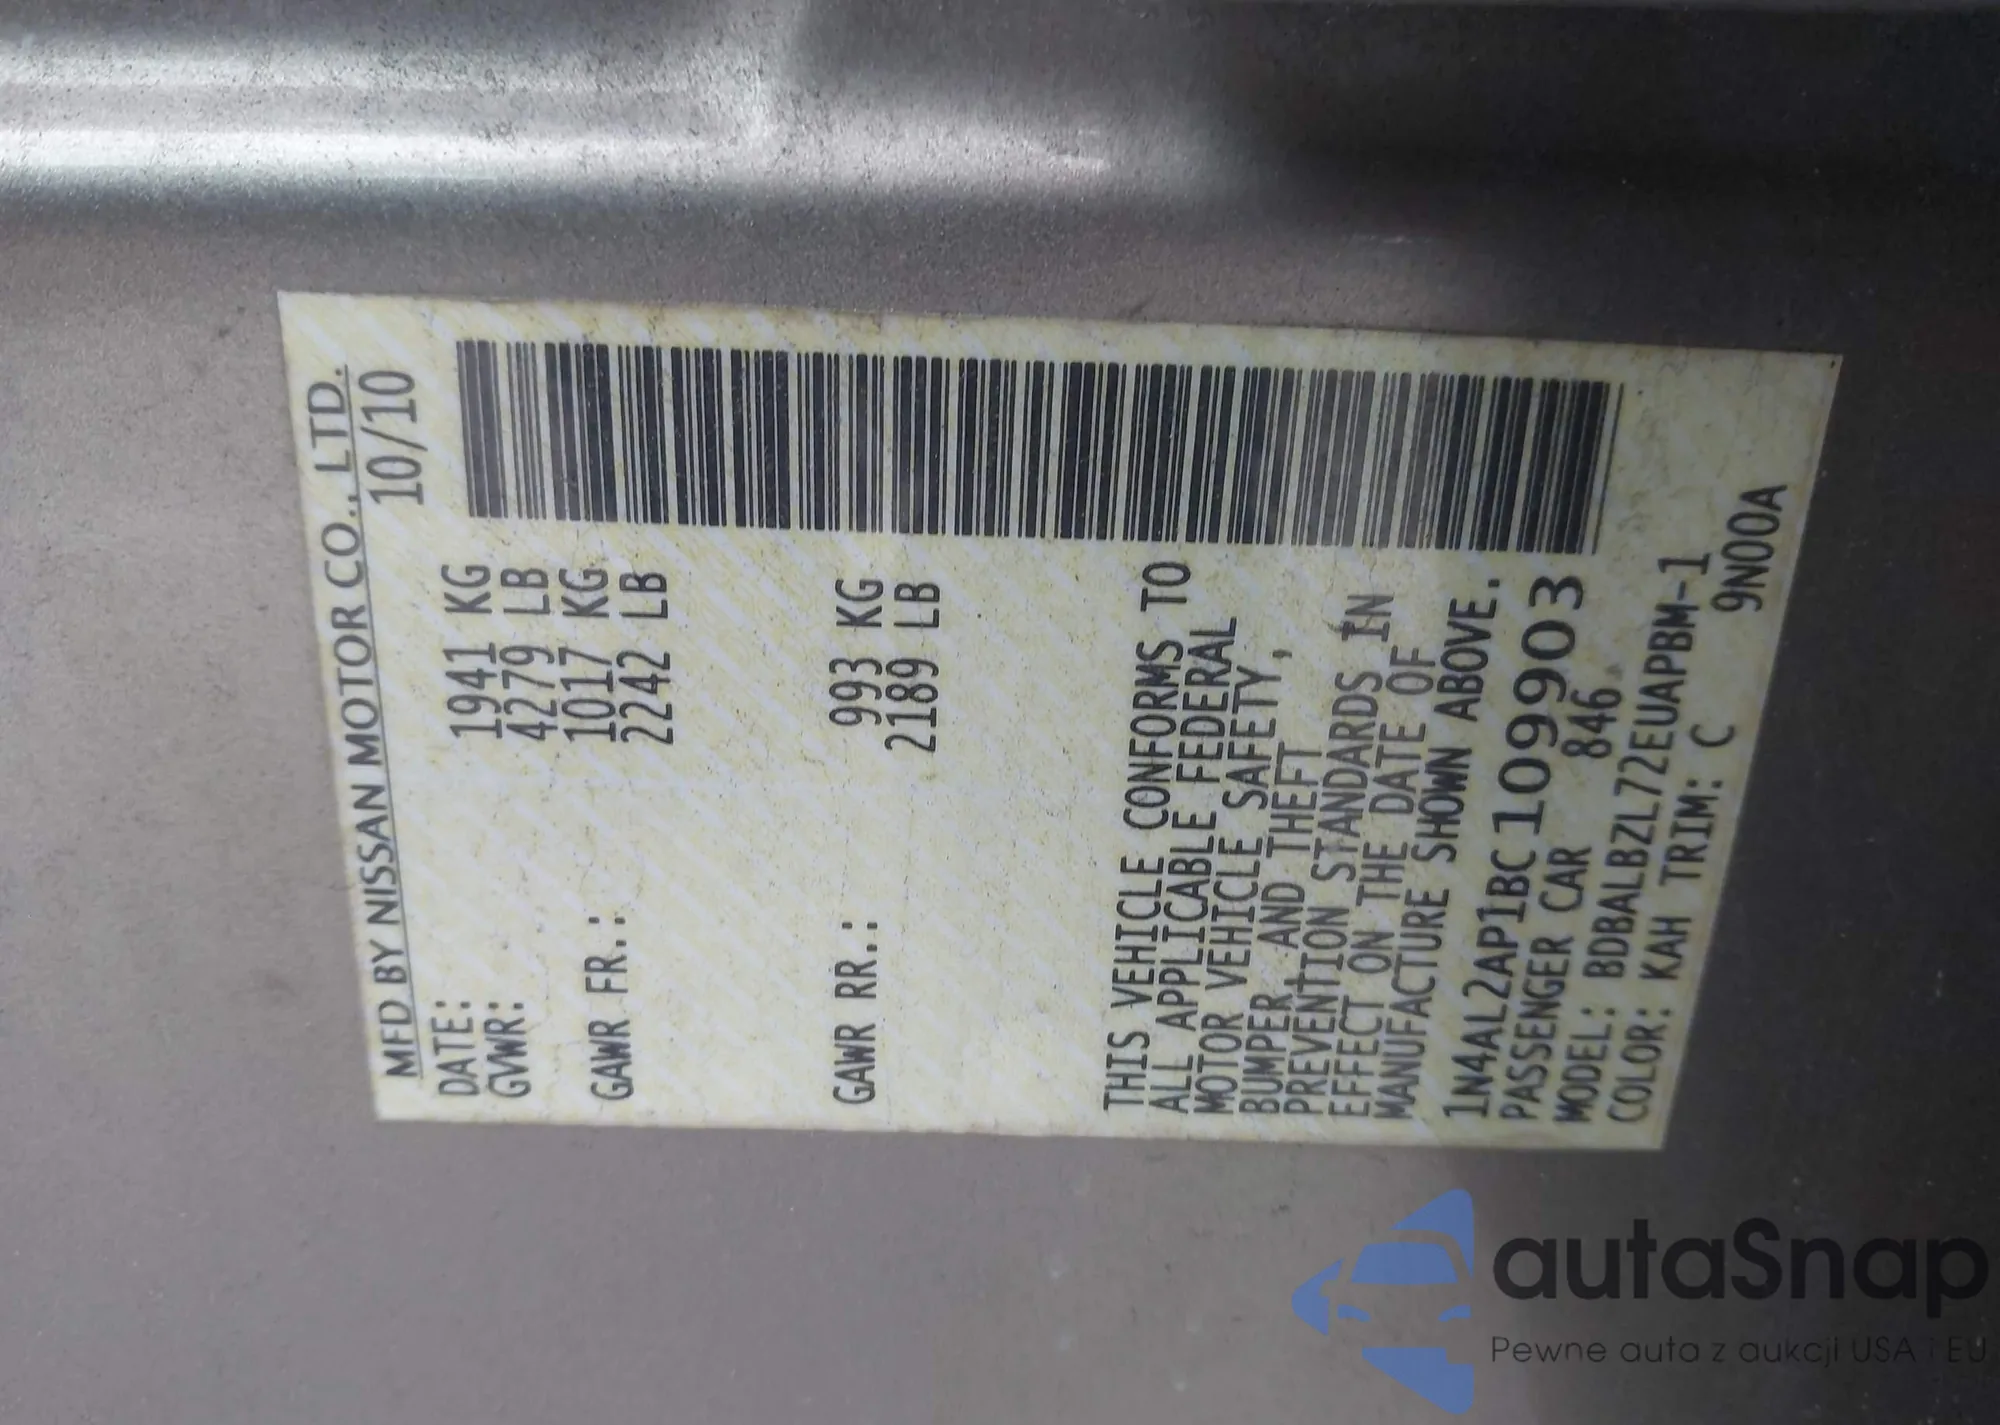 MFD BY NISSAN MOTOR CO., LTD.
DATE: 10/10
GVWR: 1941 KG
4279 LB
GAWR FR.: 1017 KG
2242 LB
GAWR RR.: 993 KG
2189 LB
THIS VEHICLE CONFORMS TO
ALL APPLICABLE FEDERAL
MOTOR VEHICLE SAFETY,
BUMPER AND THEFT
PREVENTION STANDARDS IN
EFFECT ON THE DATE OF
MANUFACTURE SHOWN ABOVE.
1N4AL2AP1BC109903
PASSENGER CAR 846
MODEL: BDBALBZL72EUAPBM-1
COLOR: KAH TRIM: C 9N00A
autaSnap
Pewne auta z aukcji USA i EU